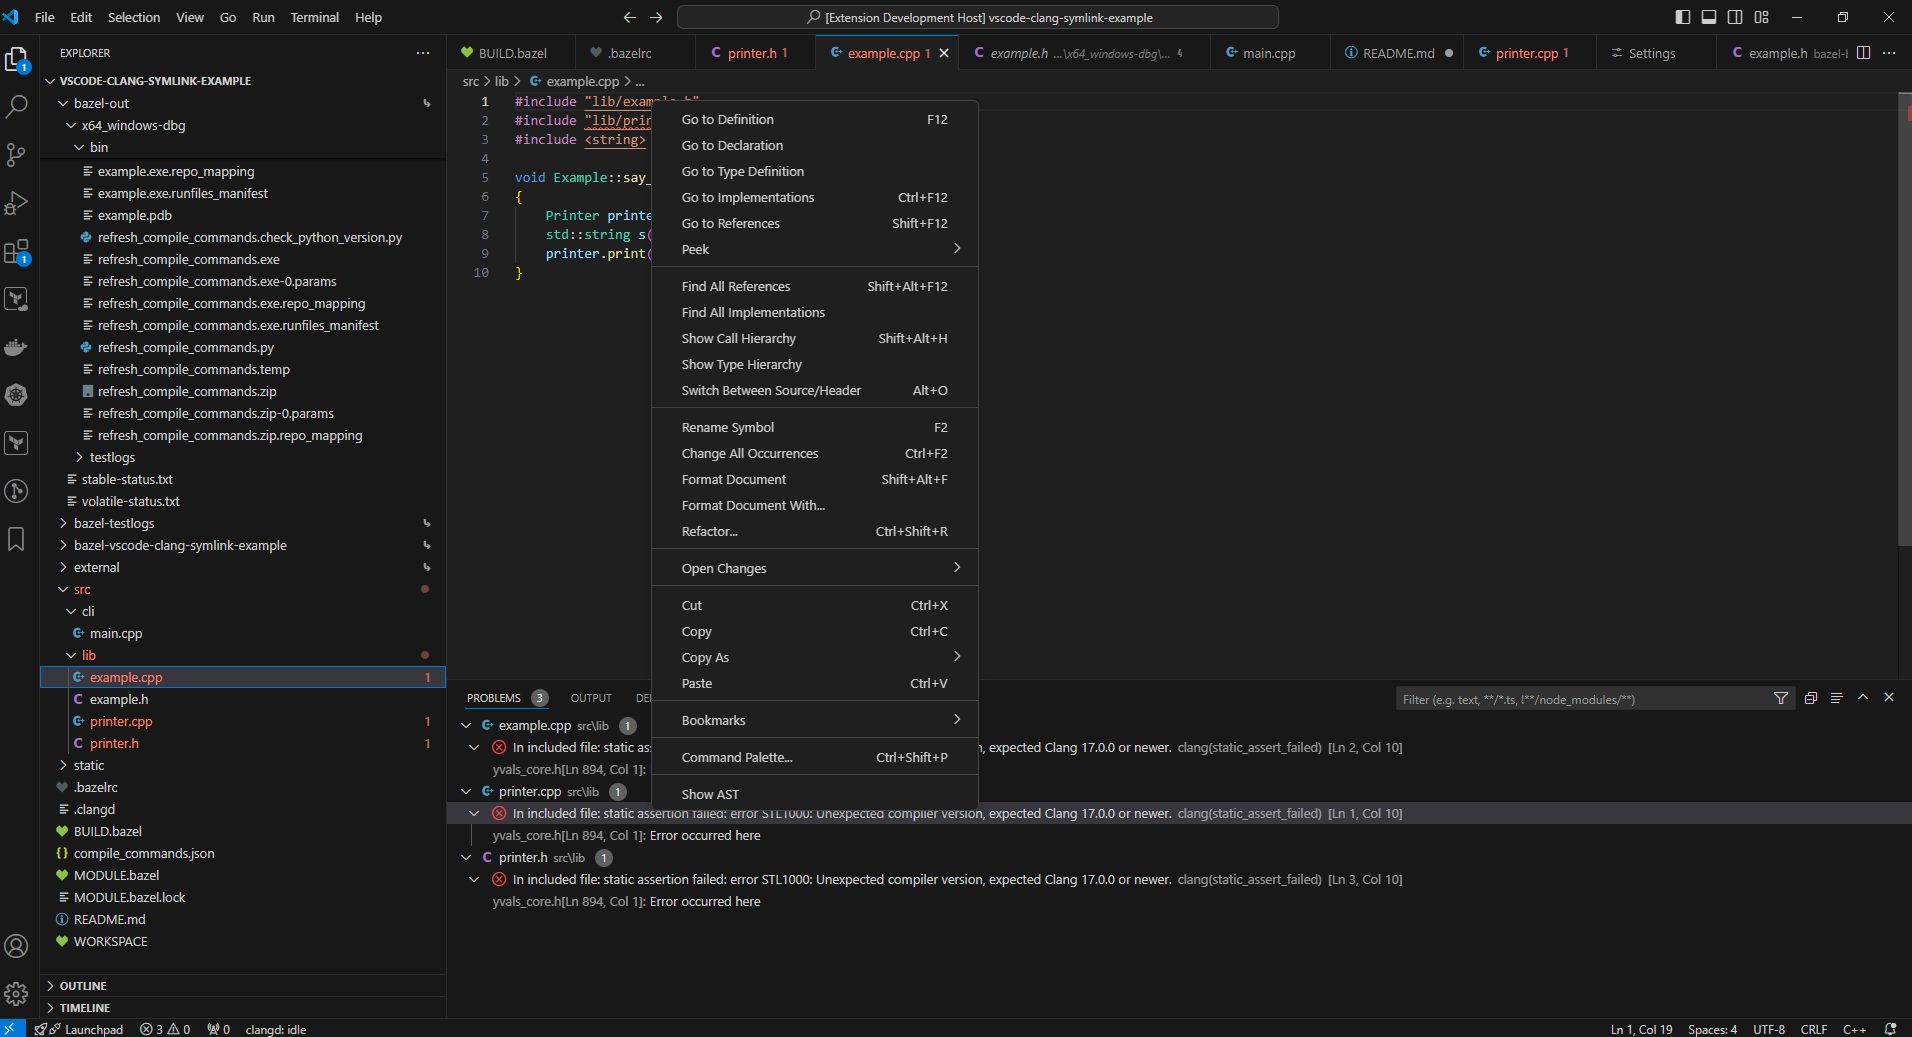 File Edit Selection View Go Run Terminal Help
[Extension Development Host] vscode-clang-symlink-example
EXPLORER
VSCODE-CLANG-SYMLINK-EXAMPLE
bazel-out
x64_windows-dbg
bin
example.exe.repo_mapping
example.exe.runfiles_manifest
example.pdb
refresh_compile_commands.check_python_version.py
refresh_compile_commands.exe
refresh_compile_commands.exe-0.params
refresh_compile_commands.exe.repo_mapping
refresh_compile_commands.exe.runfiles_manifest
refresh_compile_commands.py
refresh_compile_commands.temp
refresh_compile_commands.zip
refresh_compile_commands.zip-0.params
refresh_compile_commands.zip.repo_mapping
testlogs
stable-status.txt
volatile-status.txt
bazel-testlogs
bazel-vscode-clang-symlink-example
external
src
cli
main.cpp
lib
example.cpp 1
example.h
printer.cpp 1
printer.h 1
static
.bazelrc
.clangd
BUILD.bazel
compile_commands.json
MODULE.bazel
MODULE.bazel.lock
README.md
WORKSPACE
OUTLINE
TIMELINE
1
1
BUILD.bazel .bazelrc printer.h 1 example.cpp 1 example.h ...\x64_windows-dbg\... main.cpp README.md printer.cpp 1 Settings example.h bazel-
src > lib > example.cpp > ...
1 #include "lib/example.h"
2 #include "lib/prin
3 #include <string>
4
5 void Example::say_
6 {
7 Printer printe
8 std::string s(
9 printer.print(
10 }
Go to Definition F12
Go to Declaration
Go to Type Definition
Go to Implementations Ctrl+F12
Go to References Shift+F12
Peek
Find All References Shift+Alt+F12
Find All Implementations
Show Call Hierarchy Shift+Alt+H
Show Type Hierarchy
Switch Between Source/Header Alt+O
Rename Symbol F2
Change All Occurrences Ctrl+F2
Format Document Shift+Alt+F
Format Document With...
Refactor... Ctrl+Shift+R
Open Changes
Cut Ctrl+X
Copy Ctrl+C
Copy As
Paste Ctrl+V
Bookmarks
Command Palette... Ctrl+Shift+P
Show AST
PROBLEMS 3 OUTPUT DE
Filter (e.g. text, **/*.ts, !**/node_modules/**)
example.cpp src\lib 1
In included file: static ass n, expected Clang 17.0.0 or newer. clang(static_assert_failed) [Ln 2, Col 10]
yvals_core.h[Ln 894, Col 1]:
printer.cpp src\lib 1
In included file: static assertion failed: error STL1000: Unexpected compiler version, expected Clang 17.0.0 or newer. clang(static_assert_failed) [Ln 1, Col 10]
yvals_core.h[Ln 894, Col 1]: Error occurred here
printer.h src\lib 1
In included file: static assertion failed: error STL1000: Unexpected compiler version, expected Clang 17.0.0 or newer. clang(static_assert_failed) [Ln 3, Col 10]
yvals_core.h[Ln 894, Col 1]: Error occurred here
Launchpad 3 0 0 clangd: idle
Ln 1, Col 19 Spaces: 4 UTF-8 CRLF C++